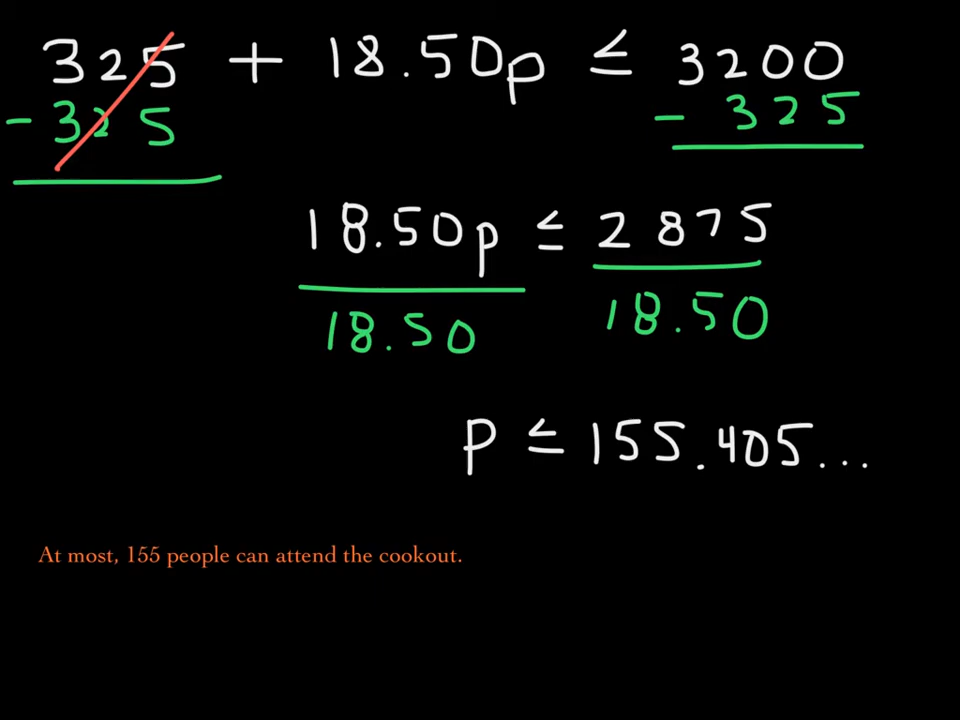 325 + 18.50p ≤ 3200
- 325 - 325
18.50p ≤ 2875
18.50 18.50
p ≤ 155.405...
At most, 155 people can attend the cookout.